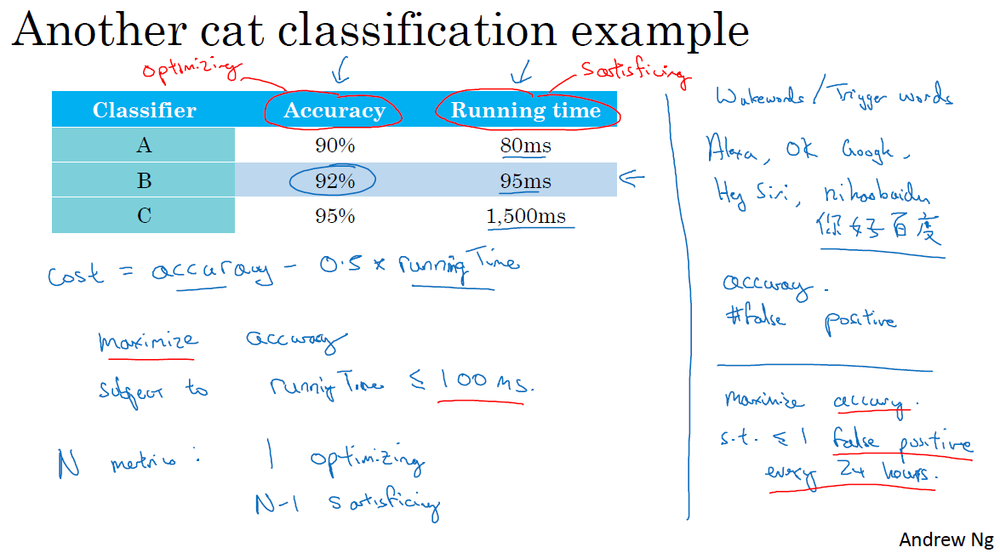 Another cat classification example
optimizing
satisficing
Classifier Accuracy Running time
A 90% 80ms
B 92% 95ms
C 95% 1,500ms
cost = accuracy - 0.5 x runningTime
maximize accuracy
subject to runningTime ≤ 100 ms.
N metrics: 1 optimizing
N-1 satisficing
Wakewords / Trigger words
Alexa, OK Google,
Hey Siri, nihaobaidu
你好百度
accuracy.
#false positive
maximize accuracy.
s.t. ≤ 1 false positive
every 24 hours.
Andrew Ng